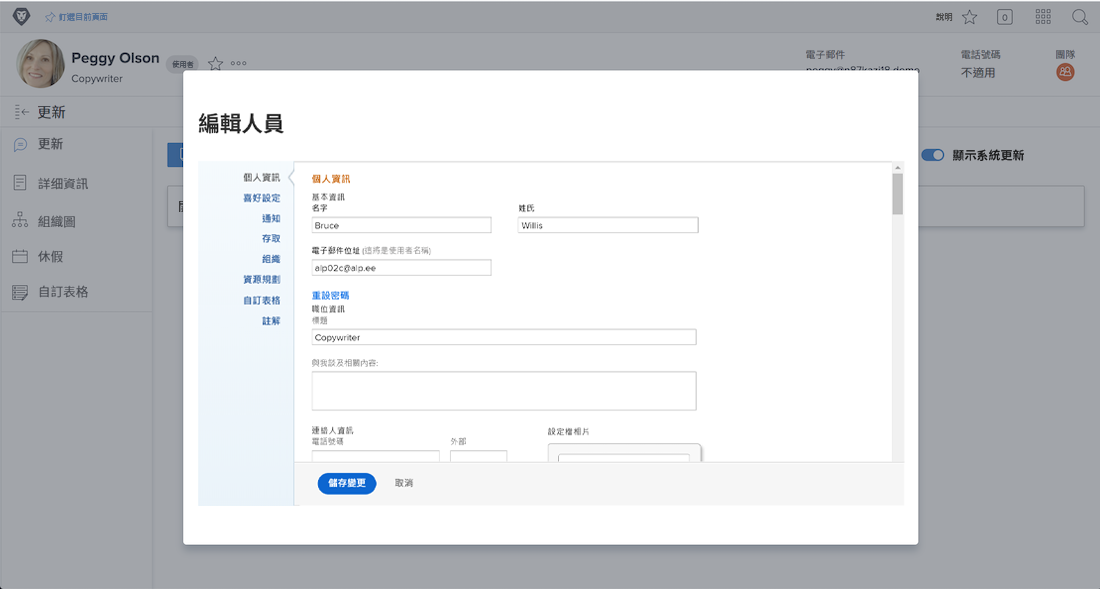 釘選目前頁面
說明
0
Peggy Olson
使用者
Copywriter
電子郵件
電話號碼
團隊
不適用
更新
更新
詳細資訊
組織圖
休假
自訂表格
顯示系統更新
編輯人員
個人資訊
喜好設定
通知
存取
組織
資源規劃
自訂表格
註解
個人資訊
基本資訊
名字
姓氏
Bruce
Willis
電子郵件位址 (這將是使用者名稱)
alp02c@alp.ee
重設密碼
職位資訊
標題
Copywriter
與我談及相關內容:
連絡人資訊
設定檔相片
電話號碼
外部
儲存變更
取消